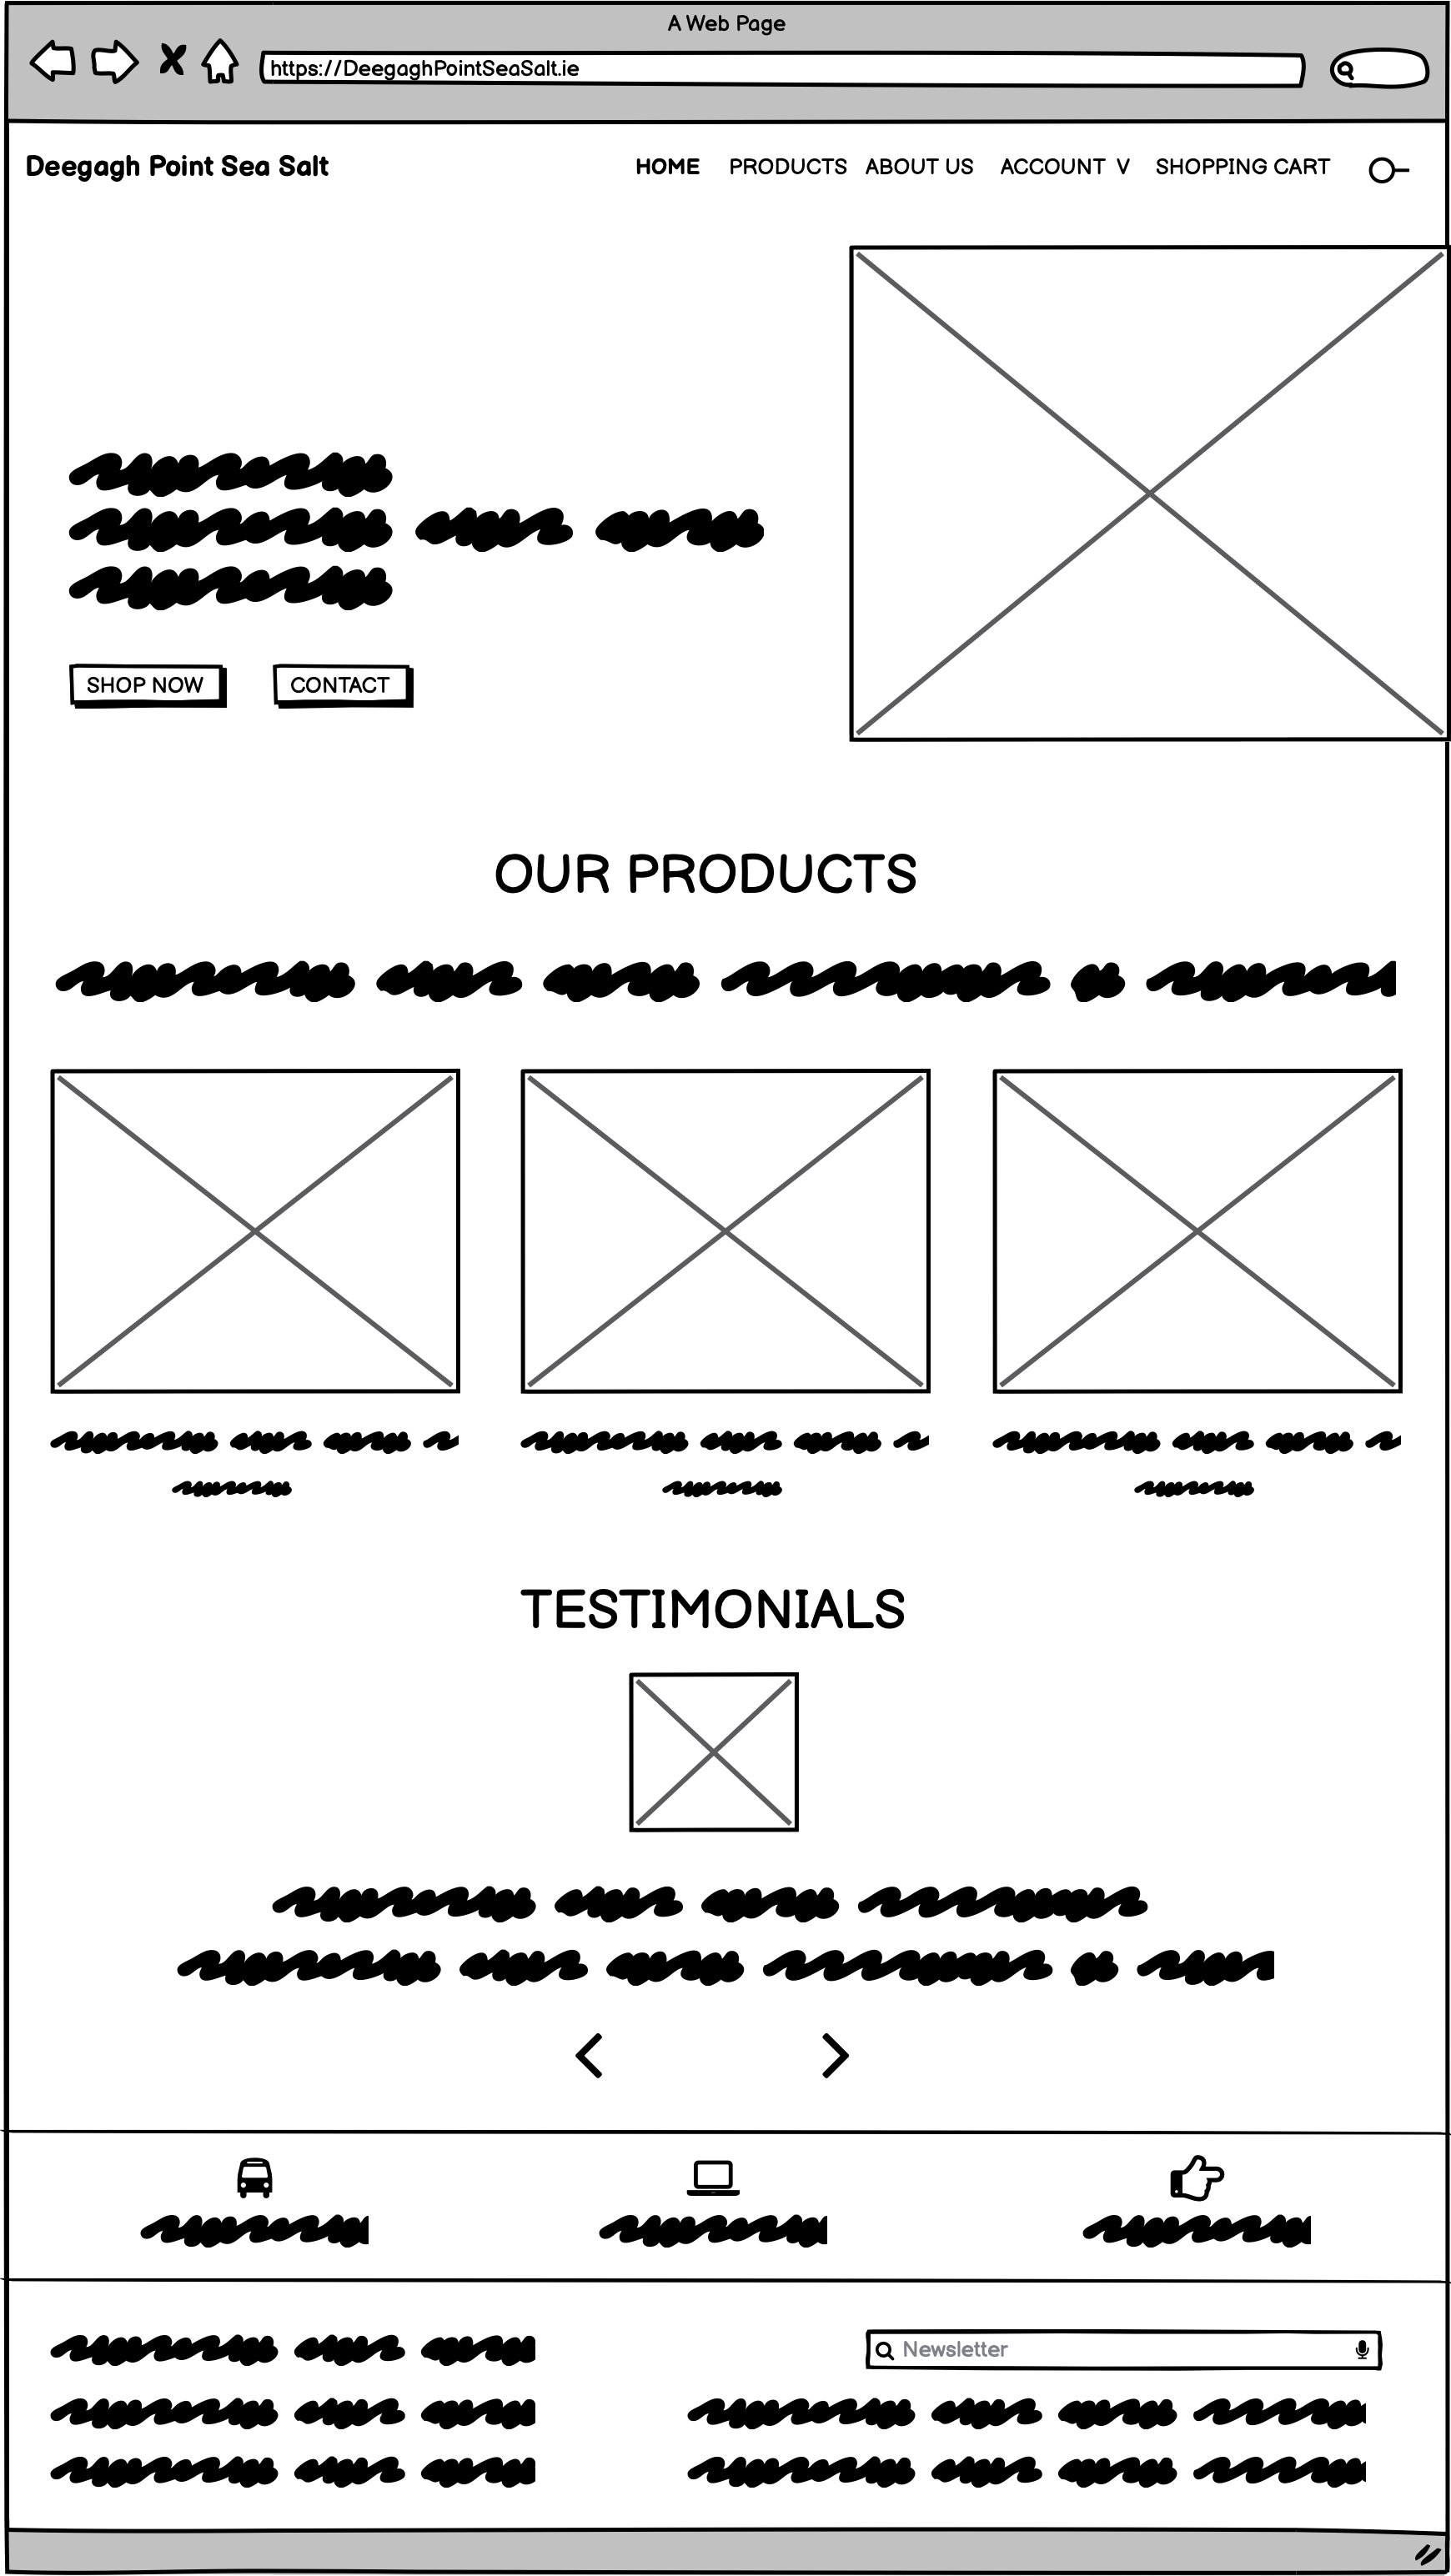 A Web Page
https://DeegaghPointSeaSalt.ie
Deegagh Point Sea Salt
HOME PRODUCTS ABOUT US ACCOUNT V SHOPPING CART
SHOP NOW CONTACT
OUR PRODUCTS
TESTIMONIALS
Newsletter